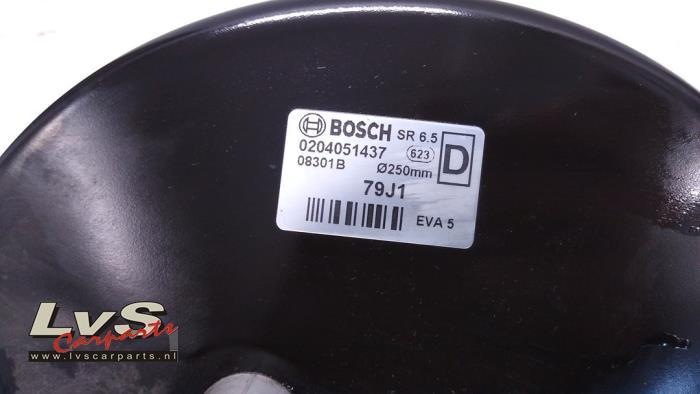 BOSCH SR 6.5
0204051437 623 D
08301B Ø250mm
79J1
EVA 5
LvS
Carparts
www.lvscarparts.nl